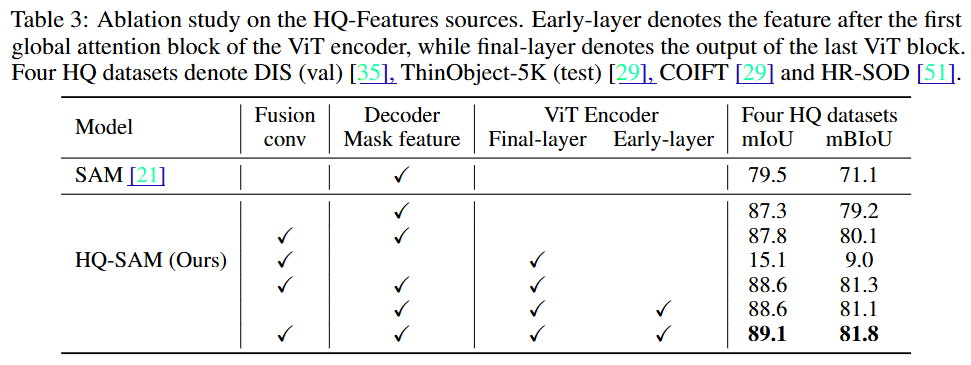 Table 3: Ablation study on the HQ-Features sources. Early-layer denotes the feature after the first
global attention block of the ViT encoder, while final-layer denotes the output of the last ViT block.
Four HQ datasets denote DIS (val) [35], ThinObject-5K (test) [29], COIFT [29] and HR-SOD [51].
Model Fusion conv Decoder Mask feature ViT Encoder Final-layer Early-layer Four HQ datasets mIoU mBIoU
SAM [21] ✓ 79.5 71.1
✓ 87.3 79.2
✓ ✓ 87.8 80.1
HQ-SAM (Ours) ✓ ✓ 15.1 9.0
✓ ✓ ✓ 88.6 81.3
✓ ✓ ✓ 88.6 81.1
✓ ✓ ✓ ✓ 89.1 81.8